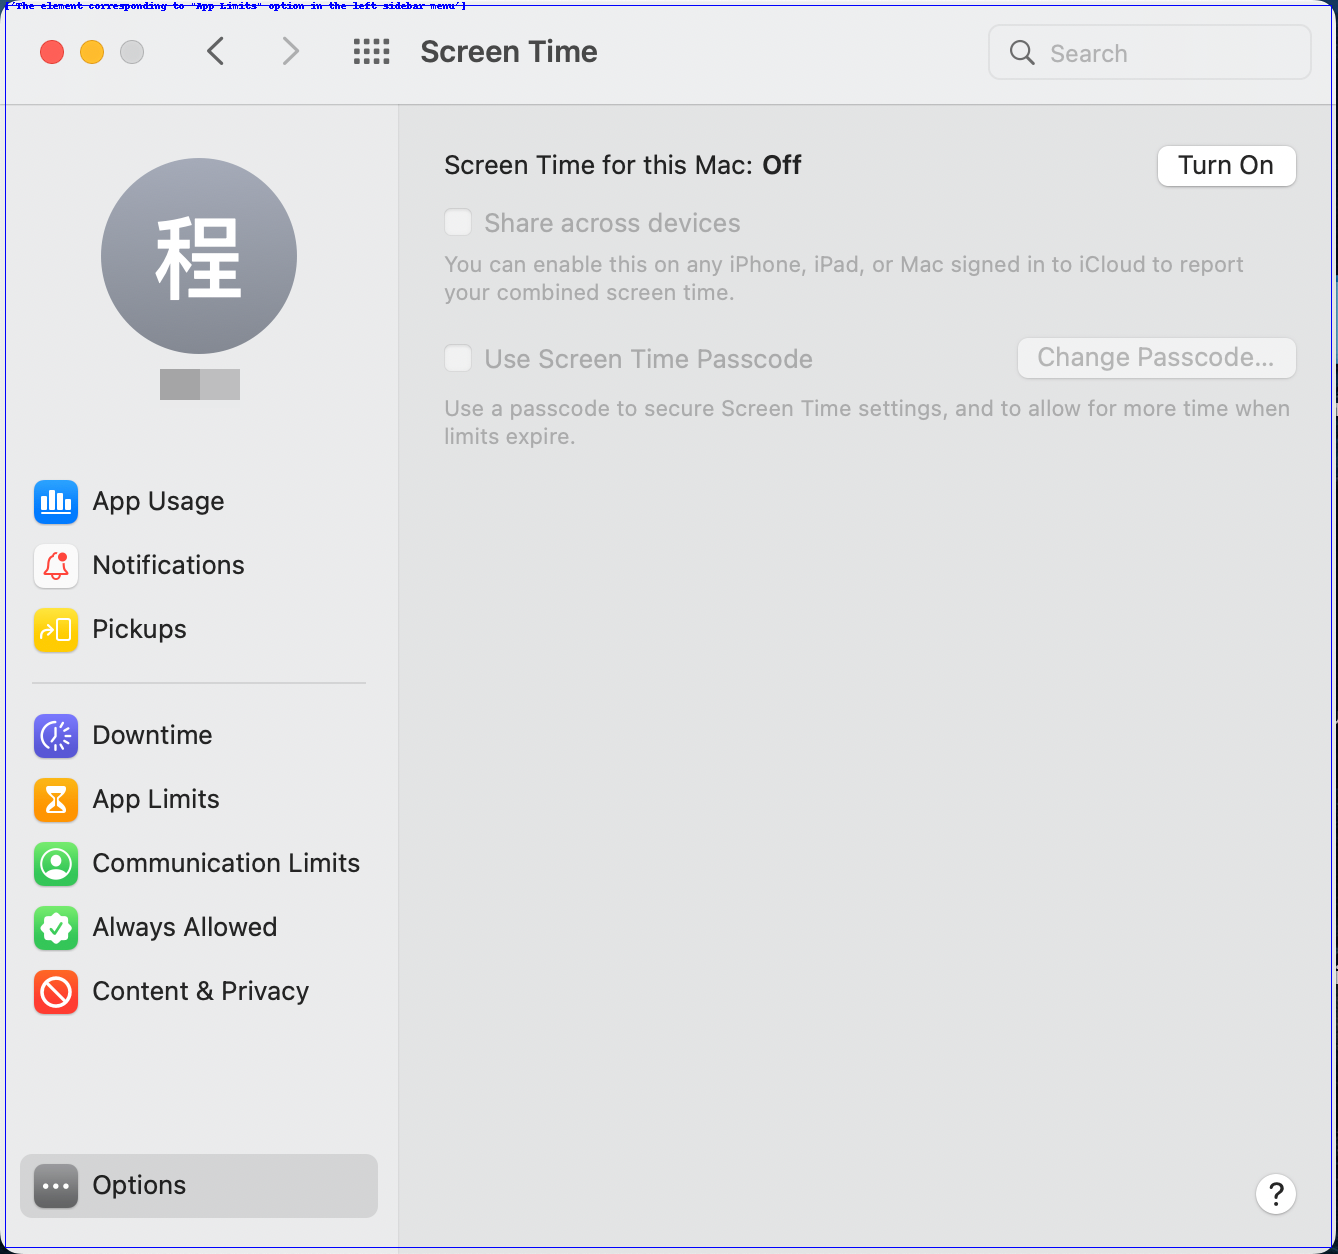 ['The element corresponding to "App Limits" option in the left sidebar menu']
Screen Time
Search
程
App Usage
Notifications
Pickups
Downtime
App Limits
Communication Limits
Always Allowed
Content & Privacy
Options
Screen Time for this Mac: Off
Turn On
Share across devices
You can enable this on any iPhone, iPad, or Mac signed in to iCloud to report
your combined screen time.
Use Screen Time Passcode
Change Passcode...
Use a passcode to secure Screen Time settings, and to allow for more time when
limits expire.
?